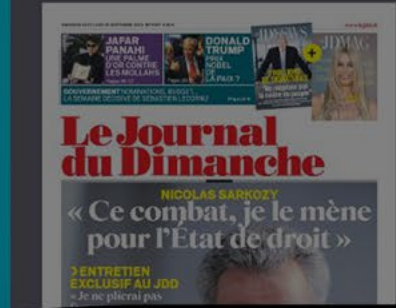 JAFAR
PANAHI
UNE PALME
D'OR CONTRE
LES MOLLAHS
DONALD
TRUMP
PRIX
NOBEL
DE
LA PAIX ?
JDNEWS
+
JDMAG
GOUVERNEMENT NOMINATIONS, BUDGET...
LA SEMAINE DÉCISIVE DE SÉBASTIEN LECORNU
Le Journal
du Dimanche
NICOLAS SARKOZY
« Ce combat, je le mène
pour l'État de droit »
ENTRETIEN
EXCLUSIF AU JDD
« Je ne plierai pas